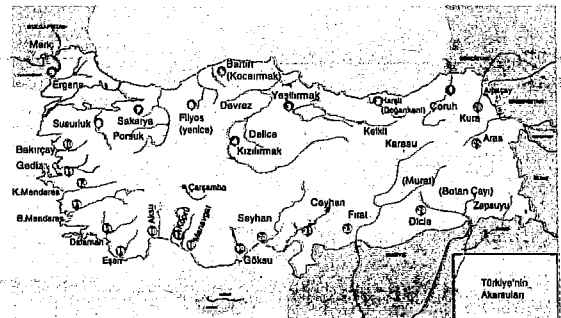 Meriç
Ergene
Bartın
(Kocaırmak)
Susurluk
Sakarya
Porsuk
Filyos
(yenice)
Devrez
Yeşilırmak
Harşit
(Doğankent)
Çoruh
Arpaçay
Kura
Kelkit
Delice
Kızılırmak
Karasu
Aras
Bakırçay
Gediz
K.Menderes
B.Menderes
Çarşamba
(Murat)
(Botan Çayı)
Zapsuyu
Dalaman
Eşen
Aksu
Göksu
Seyhan
Ceyhan
Fırat
Dicle
Türkiye'nin
Akarsuları